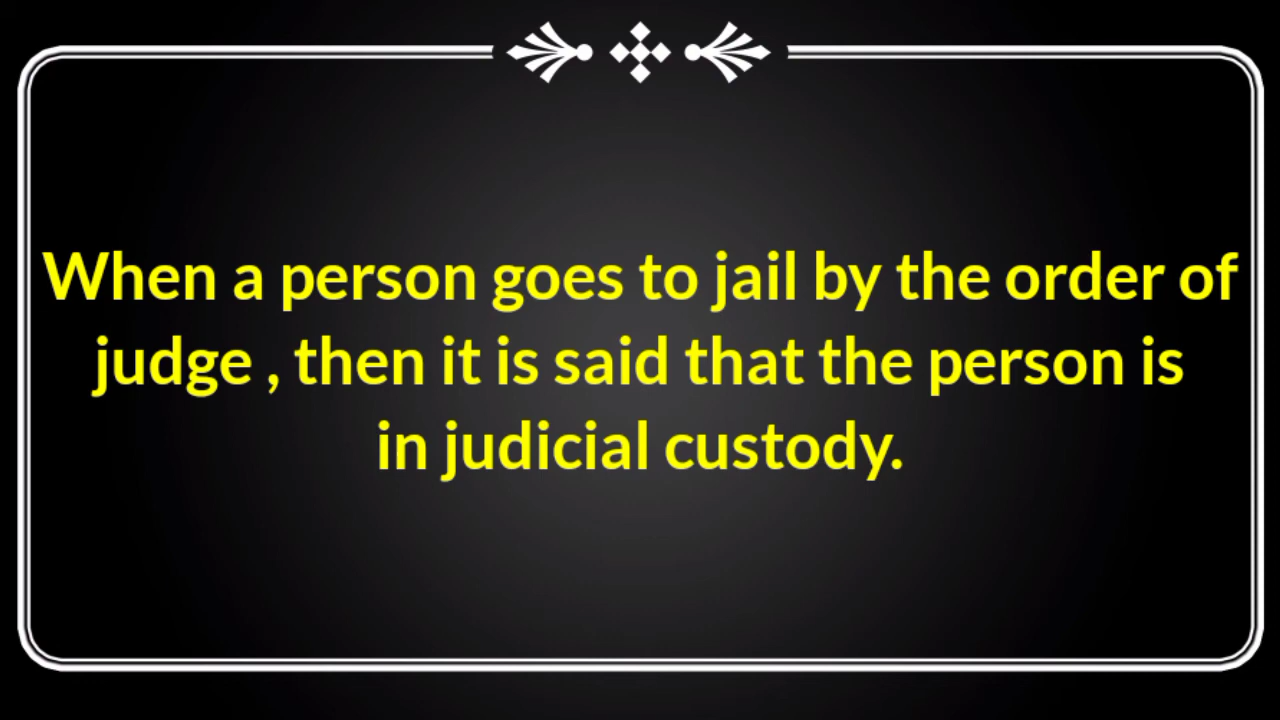 When a person goes to jail by the order of
judge , then it is said that the person is
in judicial custody.